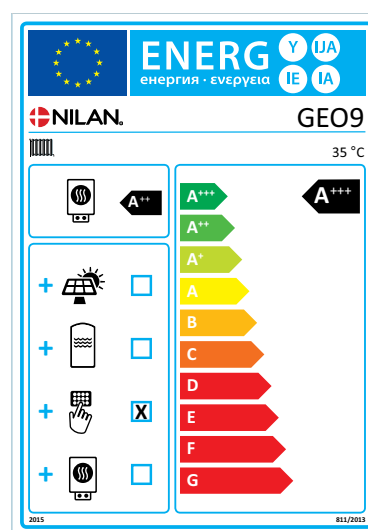 ENERG Y IJA
енергия · ενεργεια IE IA
NILAN GEO9
35 °C
A++
A+++
A+++
A++
A+
A
B
C
D
E
F
G
+
+
+ X
+
2015 811/2013